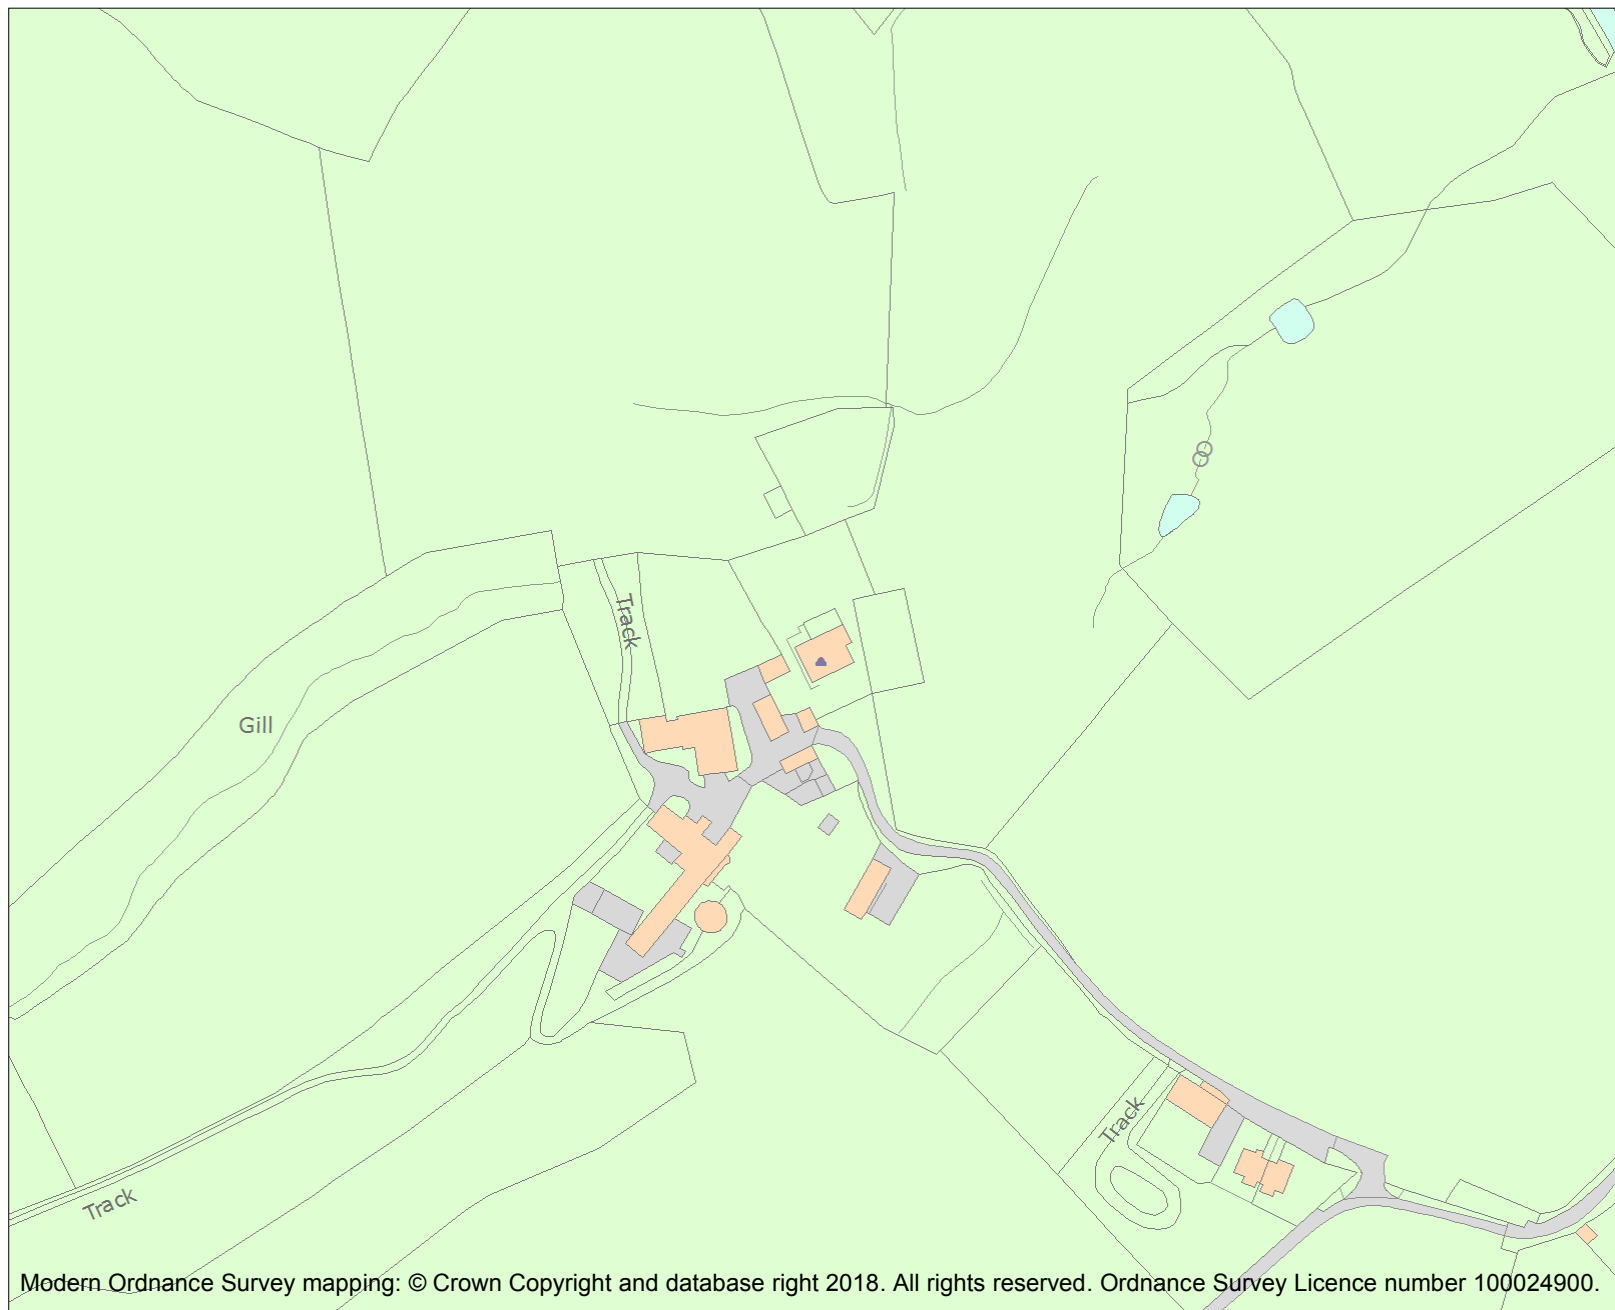 Track
Gill
Track
Track
Modern Ordnance Survey mapping: © Crown Copyright and database right 2018. All rights reserved. Ordnance Survey Licence number 100024900.